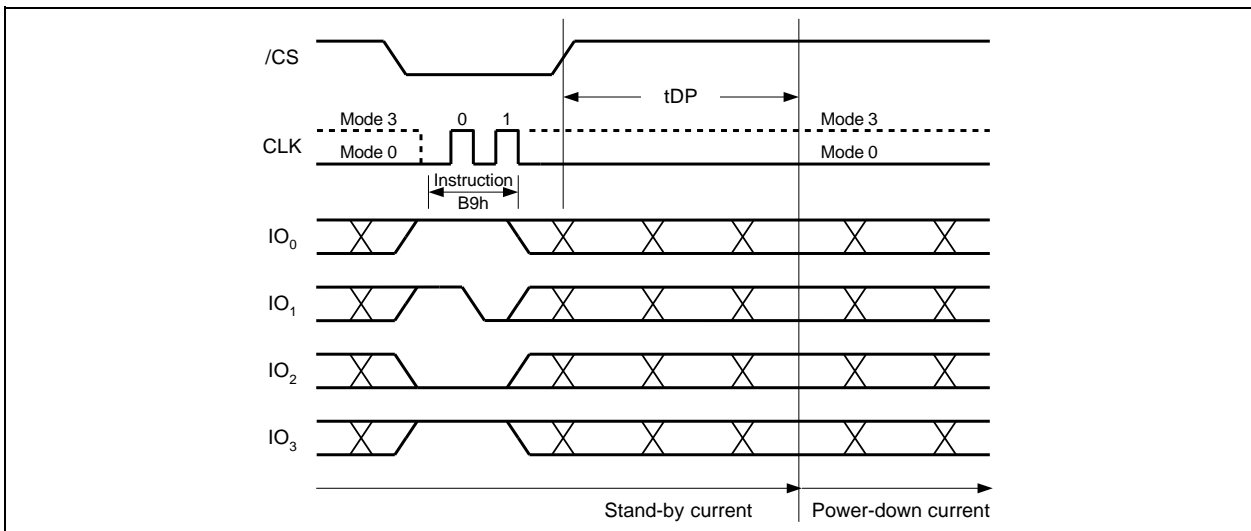 /CS
tDP
Mode 3 0 1 Mode 3
CLK
Mode 0 Mode 0
Instruction
B9h
IO0
IO1
IO2
IO3
Stand-by current Power-down current